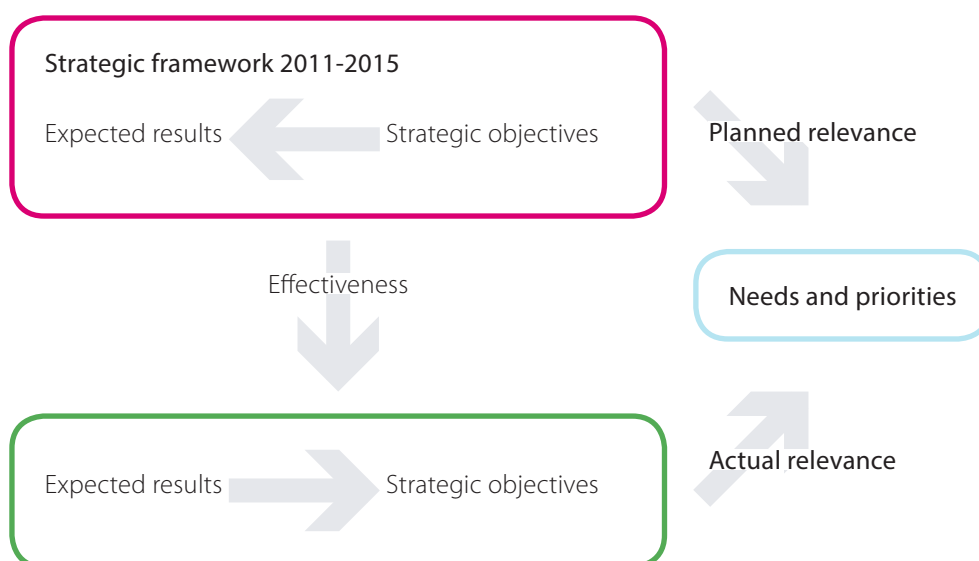 Strategic framework 2011-2015
Expected results
Strategic objectives
Planned relevance
Effectiveness
Needs and priorities
Expected results
Strategic objectives
Actual relevance